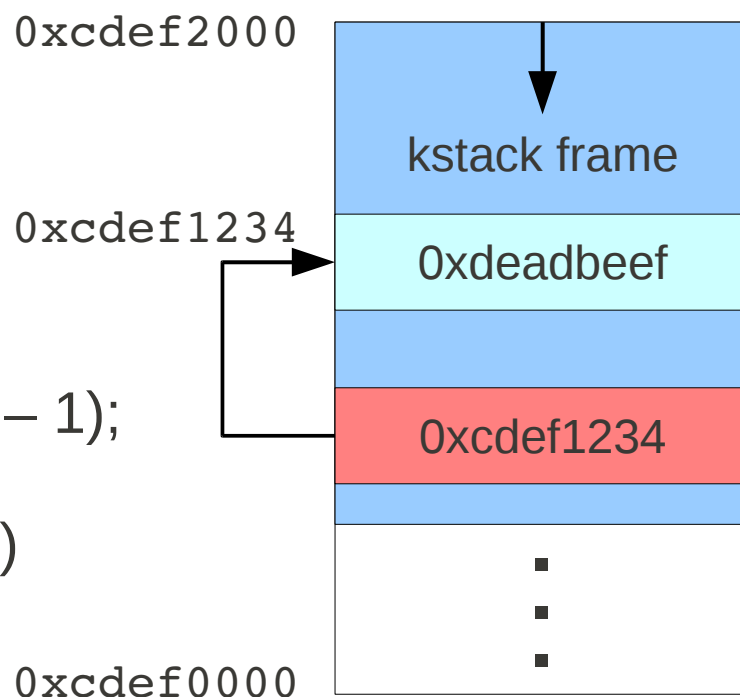 0xcdef2000
kstack frame
0xcdef1234
0xdeadbeef
– 1);
0xcdef1234
)
0xcdef0000